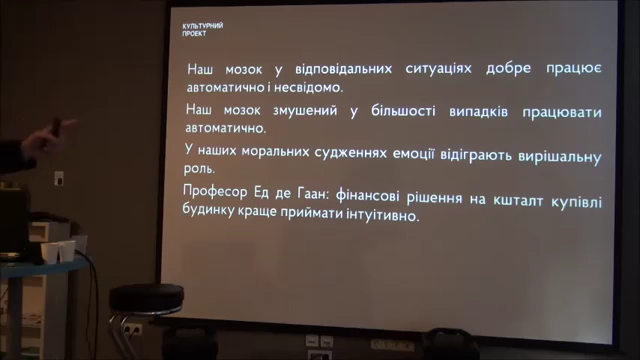 КУЛЬТУРНИЙ
ПРОЕКТ
Наш мозок у відповідальних ситуаціях добре працює
автоматично і несвідомо.
Наш мозок змушений у більшості випадків працювати
автоматично.
У наших моральних судженнях емоції відіграють вирішальну
роль.
Професор Ед де Гаан: фінансові рішення на кшталт купівлі
будинку краще приймати інтуїтивно.